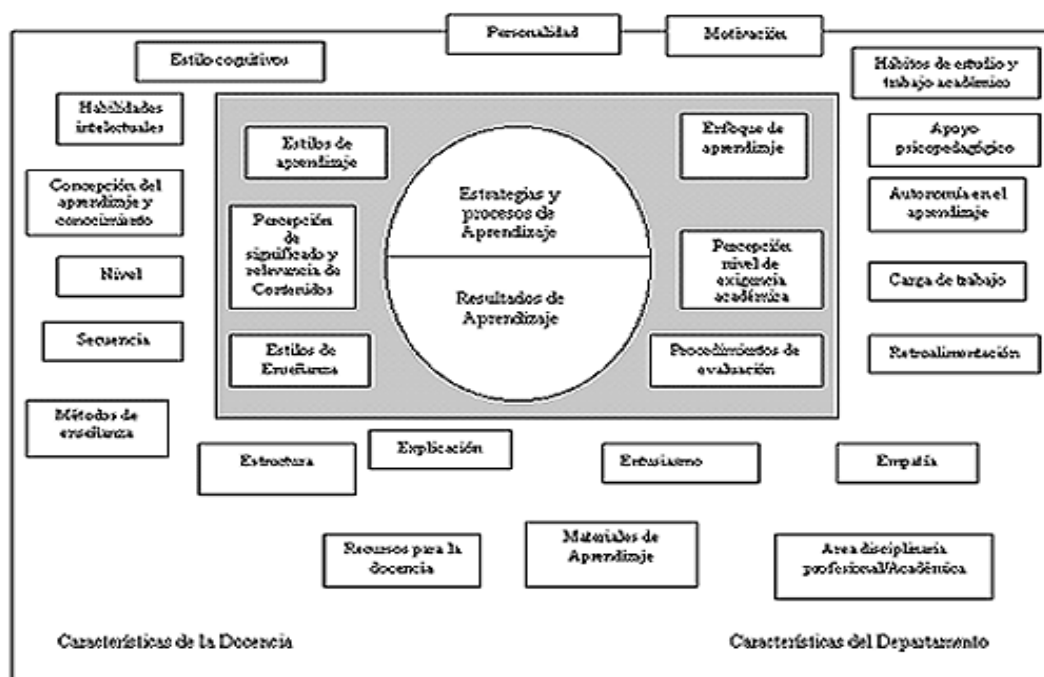 Personalidad
Motivación
Estilo cognitivos
Hábitos de estudio y
trabajo académico
Habilidades
intelectuales
Estilos de
aprendizaje
Enfoque de
aprendizaje
Apoyo
psicopedagógico
Concepción del
aprendizaje y
conocimiento
Estrategias y
procesos de
Aprendizaje
Autonomía en el
aprendizaje
Percepción
de
significado y
relevancia de
Contenidos
Percepción
nivel de
exigencia
académica
Nivel
Carga de trabajo
Resultados de
Aprendizaje
Secuencia
Estilos de
Enseñanza
Procedimientos de
evaluación
Retroalimentación
Métodos de
enseñanza
Estructura
Explicación
Entusiasmo
Empatía
Recursos para la
docencia
Materiales de
Aprendizaje
Area disciplinaria
profesional/Académica
Características de la Docencia
Características del Departamento